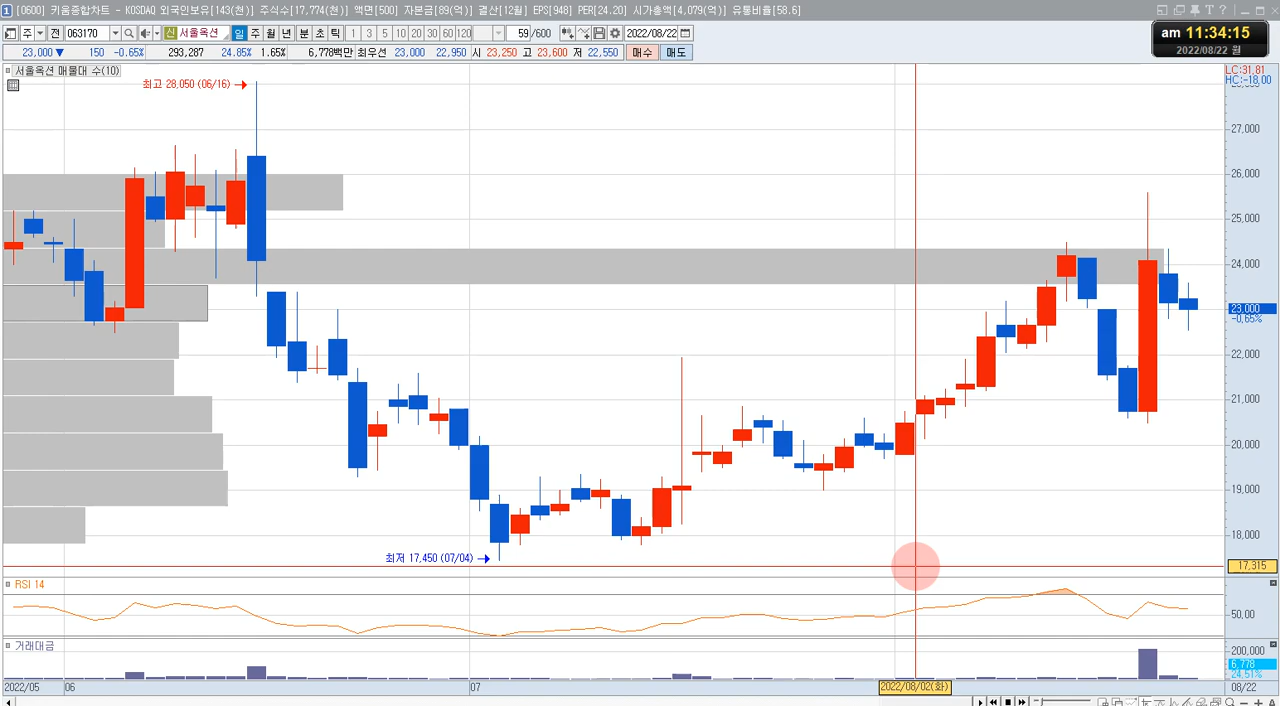 [0600] 키움종합차트 - KOSDAQ 외국인보유[143(천)] 주식수[17,774(천)] 액면[500] 자본금[89(억)] 결산[12월] EPS[948] PER[24.20] 시가총액[4,079(억)] 유통비율[58.6]
주 063170 신 서울옥션 일 주 월 년 분 초 틱 1 3 5 10 20 30 60 120 59 /600 2022/08/22
am 11:34:15
2022/08/22 월
23,000 ▼ 150 -0.65% 293,287 24.85% 1.65% 6,778백만 최우선 23,000 22,950 시 23,250 고 23,600 저 22,550 매수 매도
서울옥션 매물대 수(10)
LC:31.81
HC:-18.00
최고 28,050 (06/16)
27,000
26,000
25,000
24,000
23,000
-0.65%
22,000
21,000
20,000
19,000
18,000
최저 17,450 (07/04)
17,315
RSI 14
50,00
거래대금
200,000
6,778
24.51%
2022/05 06 07 2022/08/02(화) 08/22